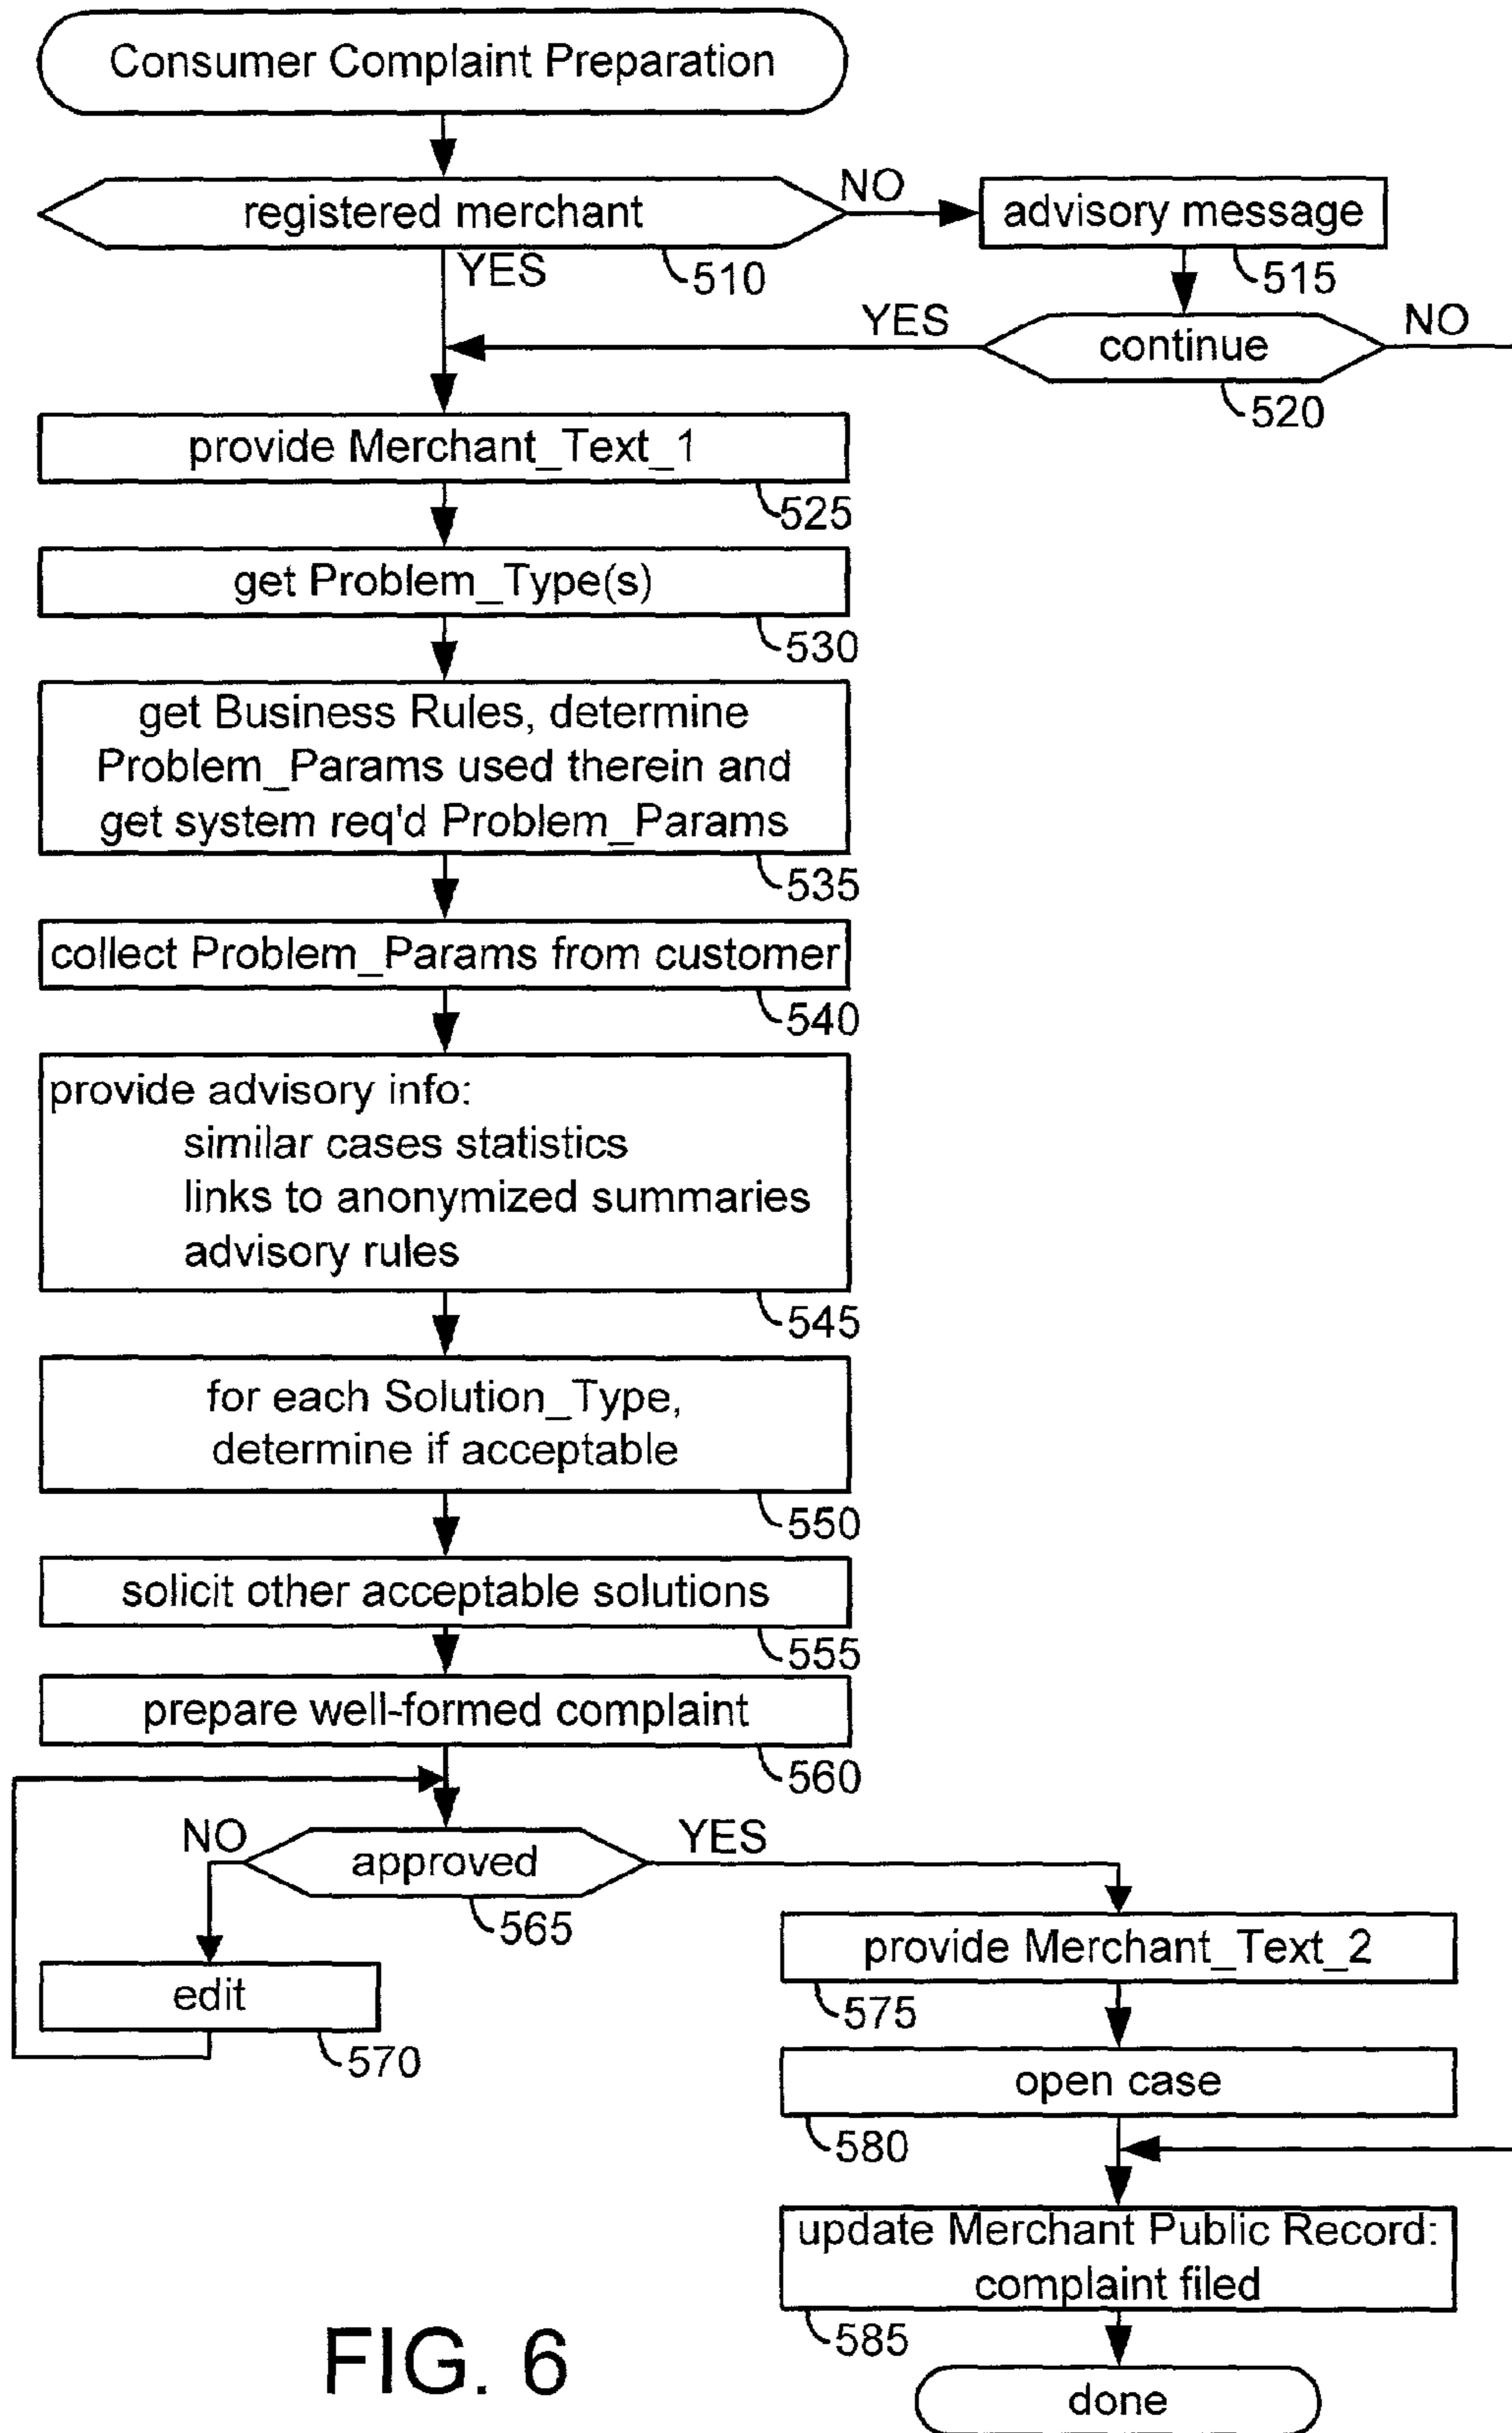 Consumer Complaint Preparation
registered merchant
NO
advisory message
YES
510
515
YES
continue
NO
520
provide Merchant_Text_1
525
get Problem_Type(s)
530
get Business Rules, determine
Problem_Params used therein and
get system req'd Problem_Params
535
collect Problem_Params from customer
540
provide advisory info:
similar cases statistics
links to anonymized summaries
advisory rules
545
for each Solution_Type,
determine if acceptable
550
solicit other acceptable solutions
555
prepare well-formed complaint
560
NO
approved
YES
565
edit
570
provide Merchant_Text_2
575
open case
580
update Merchant Public Record:
complaint filed
585
done
FIG. 6